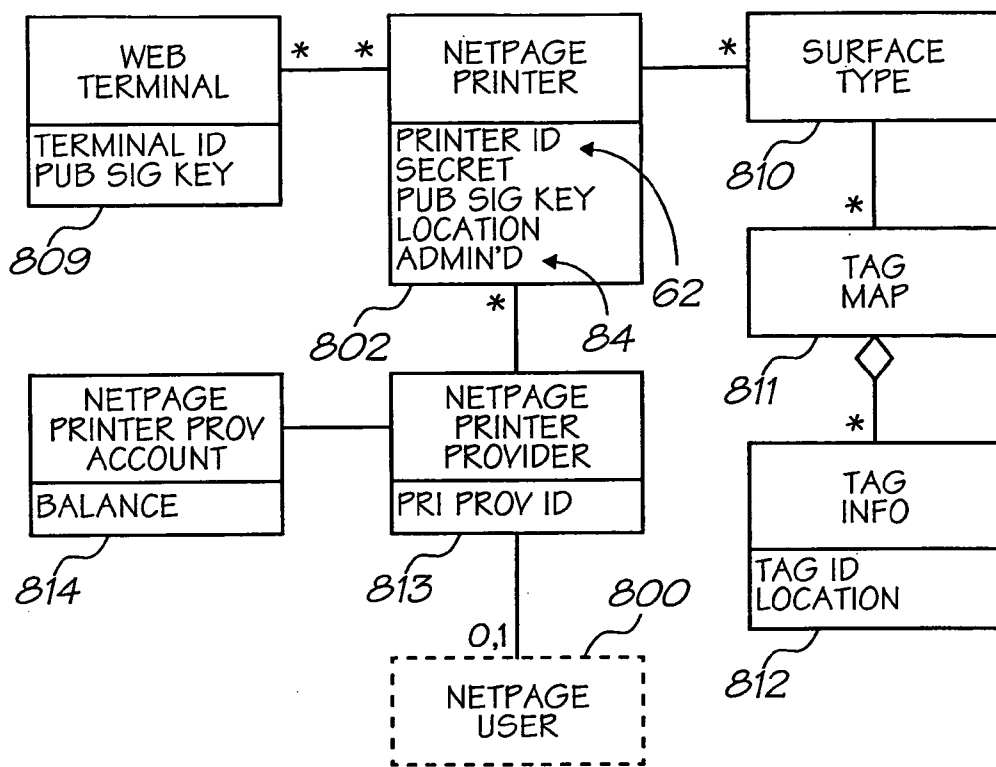 WEB
TERMINAL
TERMINAL ID
PUB SIG KEY
809
* *
NETPAGE
PRINTER
PRINTER ID
SECRET
PUB SIG KEY
LOCATION
ADMIN'D
802
62
84
*
SURFACE
TYPE
810
*
TAG
MAP
811
*
TAG
INFO
TAG ID
LOCATION
812
*
NETPAGE
PRINTER PROV
ACCOUNT
BALANCE
814
NETPAGE
PRINTER
PROVIDER
PRI PROV ID
813
0,1
800
NETPAGE
USER